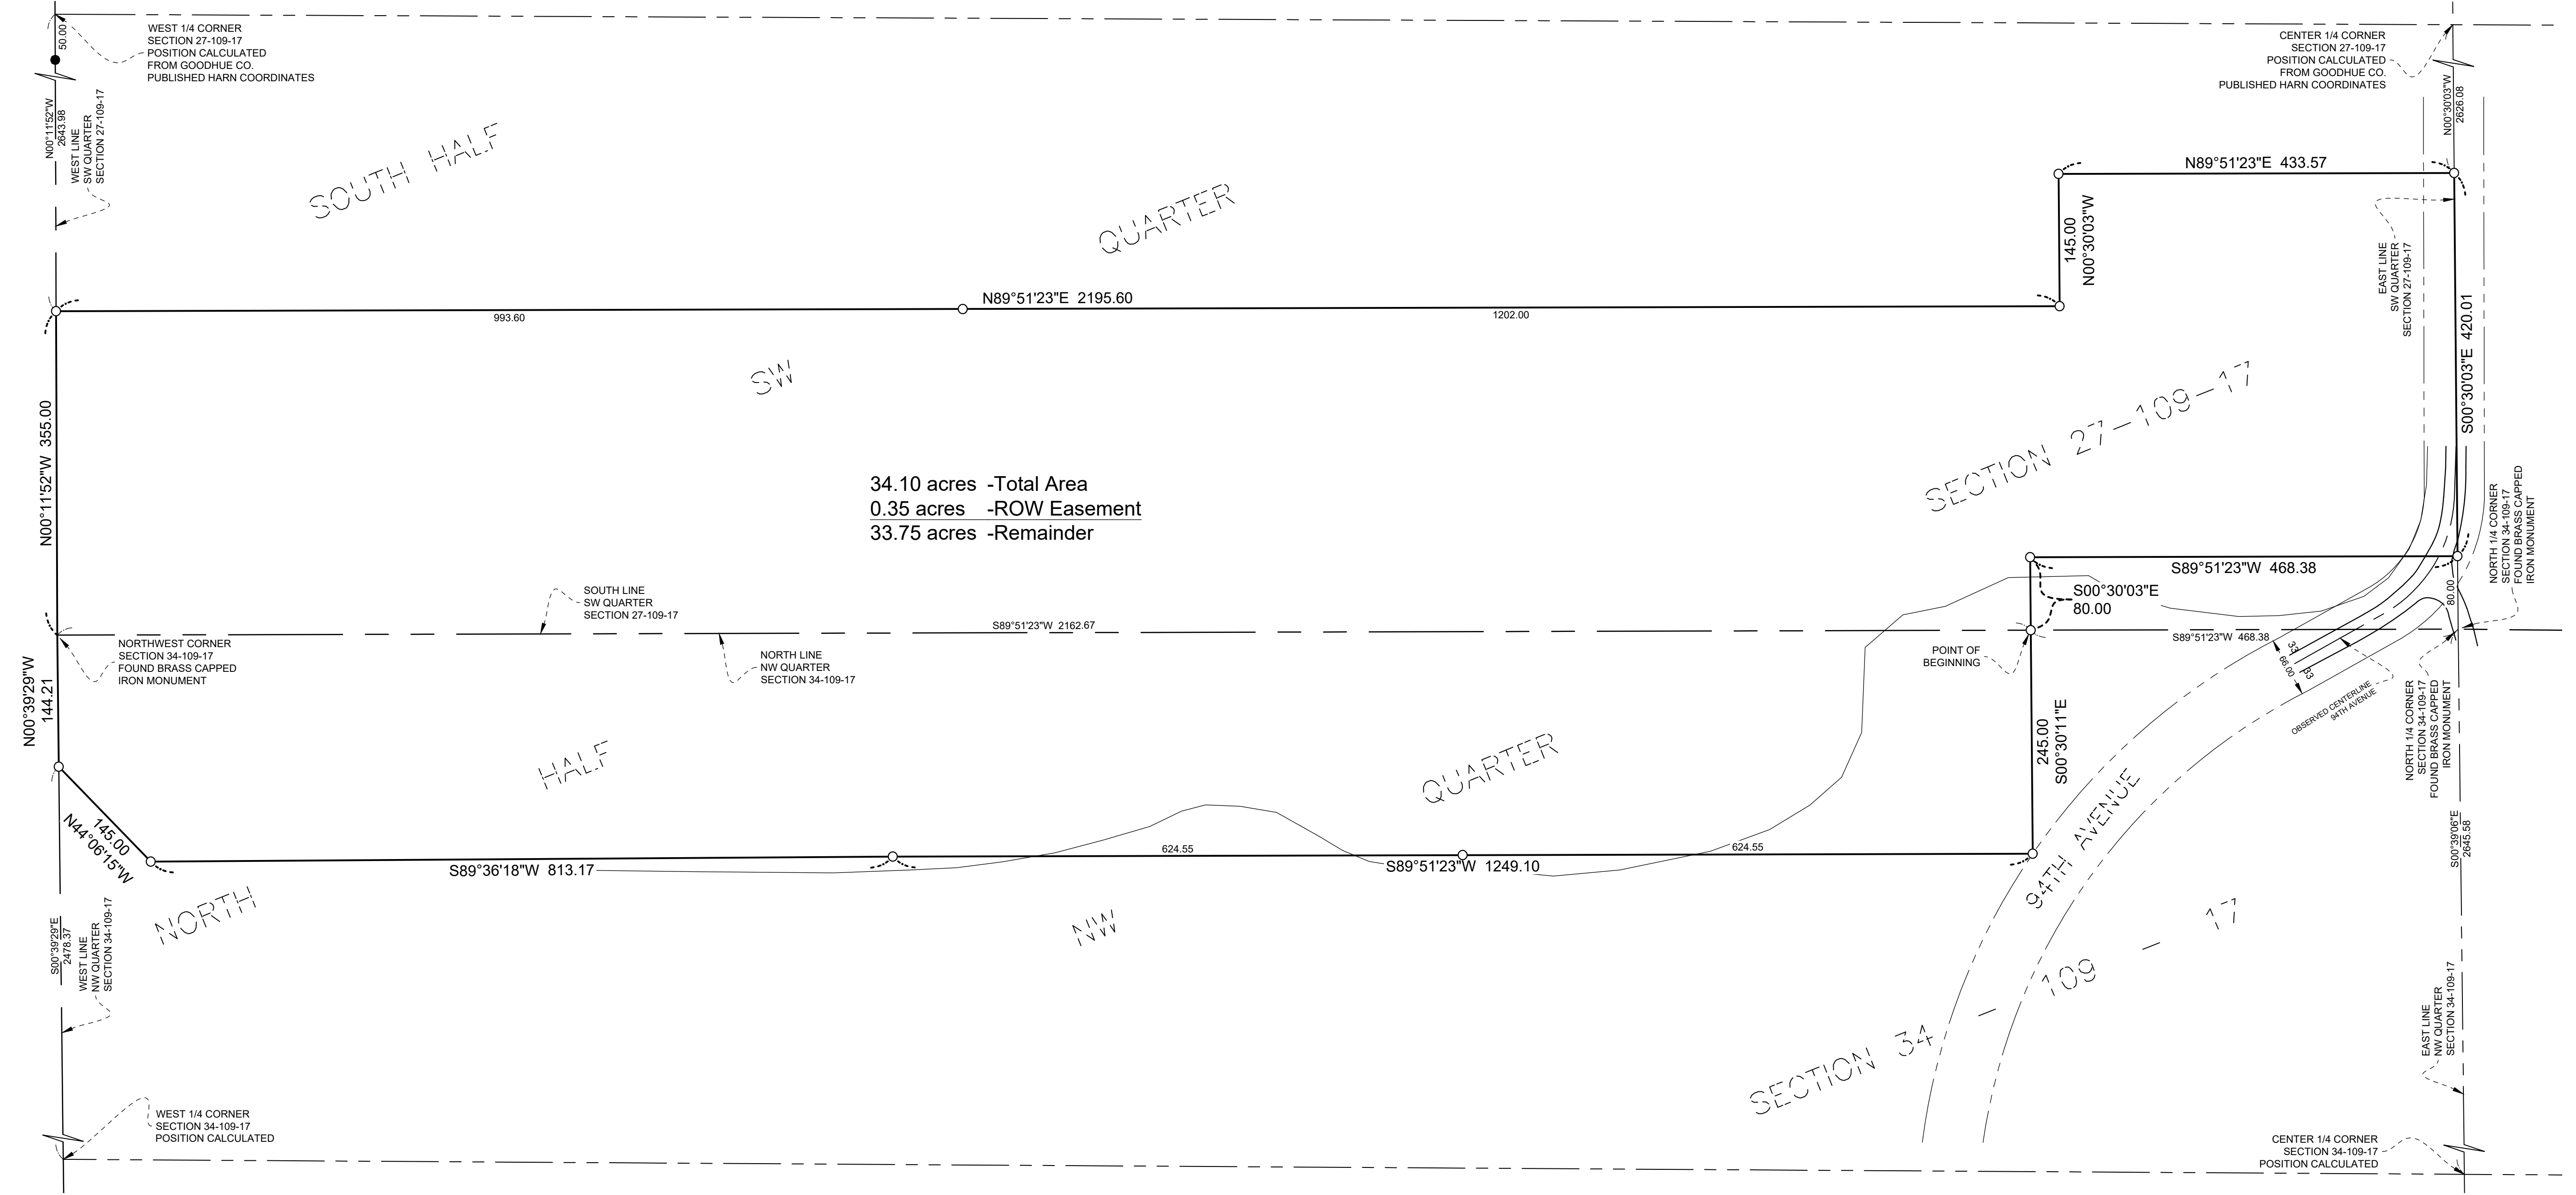 WEST 1/4 CORNER
SECTION 27-109-17
POSITION CALCULATED
FROM GOODHUE CO.
PUBLISHED HARN COORDINATES
50.00
N00°11'52"W
2643.98
WEST LINE
SW QUARTER
SECTION 27-109-17
SOUTH HALF
QUARTER
CENTER 1/4 CORNER
SECTION 27-109-17
POSITION CALCULATED
FROM GOODHUE CO.
PUBLISHED HARN COORDINATES
N00°30'03"W
2626.08
N89°51'23"E 433.57
145.00
N00°30'03"W
EAST LINE
SW QUARTER
SECTION 27-109-17
S00°30'03"E 420.01
N89°51'23"E 2195.60
993.60
1202.00
SW
SECTION 27-109-17
N00°11'52"W 355.00
34.10 acres -Total Area
0.35 acres -ROW Easement
33.75 acres -Remainder
NORTH 1/4 CORNER
SECTION 34-109-17
FOUND BRASS CAPPED
IRON MONUMENT
S89°51'23"W 468.38
S00°30'03"E
80.00
80.00
SOUTH LINE
SW QUARTER
SECTION 27-109-17
S89°51'23"W 2162.67
S89°51'23"W 468.38
NORTHWEST CORNER
SECTION 34-109-17
FOUND BRASS CAPPED
IRON MONUMENT
NORTH LINE
NW QUARTER
SECTION 34-109-17
POINT OF
BEGINNING
33
66.00
33
OBSERVED CENTERLINE
94TH AVENUE
NORTH 1/4 CORNER
SECTION 34-109-17
FOUND BRASS CAPPED
IRON MONUMENT
N00°39'29"W
144.21
245.00
S00°30'11"E
HALF
QUARTER
94TH AVENUE
145.00
N44°06'15"W
S89°36'18"W 813.17
624.55
S89°51'23"W 1249.10
624.55
S00°39'06"E
2645.58
NORTH
NW
S00°39'29"E
2478.37
WEST LINE
NW QUARTER
SECTION 34-109-17
SECTION 34 - 109 - 17
EAST LINE
NW QUARTER
SECTION 34-109-17
WEST 1/4 CORNER
SECTION 34-109-17
POSITION CALCULATED
CENTER 1/4 CORNER
SECTION 34-109-17
POSITION CALCULATED